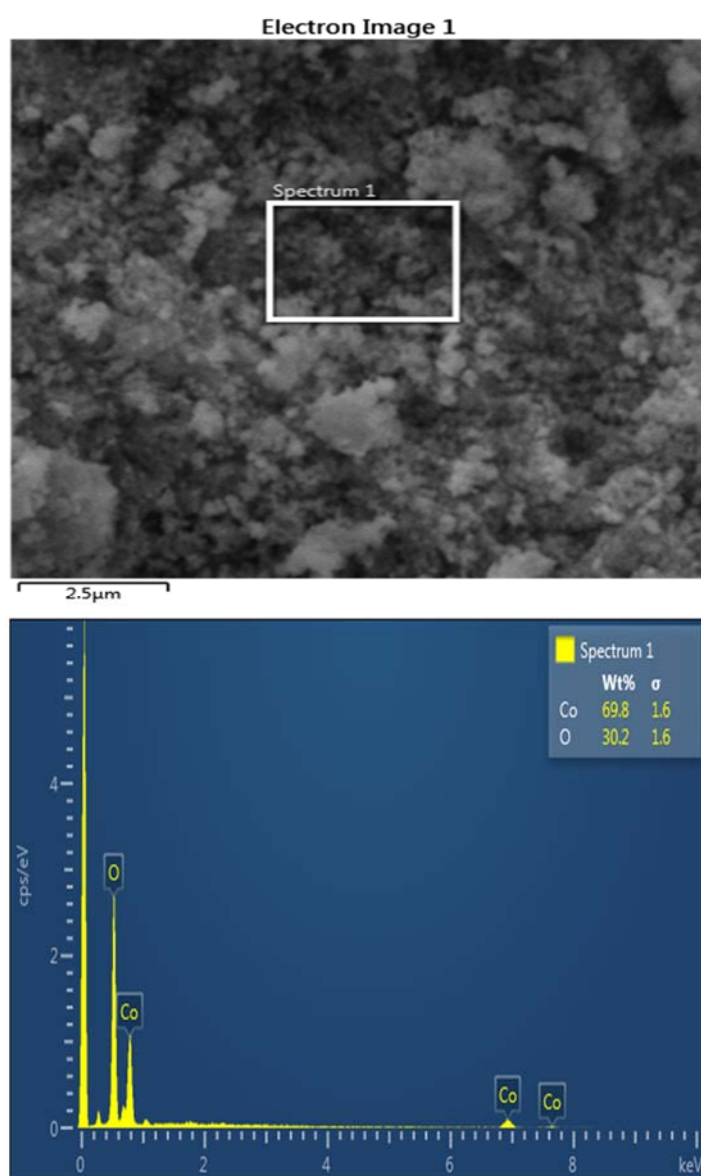 Electron Image 1
Spectrum 1
2.5µm
Spectrum 1
Wt% σ
Co 69.8 1.6
O 30.2 1.6
4
cps/eV
O
2
Co
Co
Co
0
0 2 4 6 8 keV